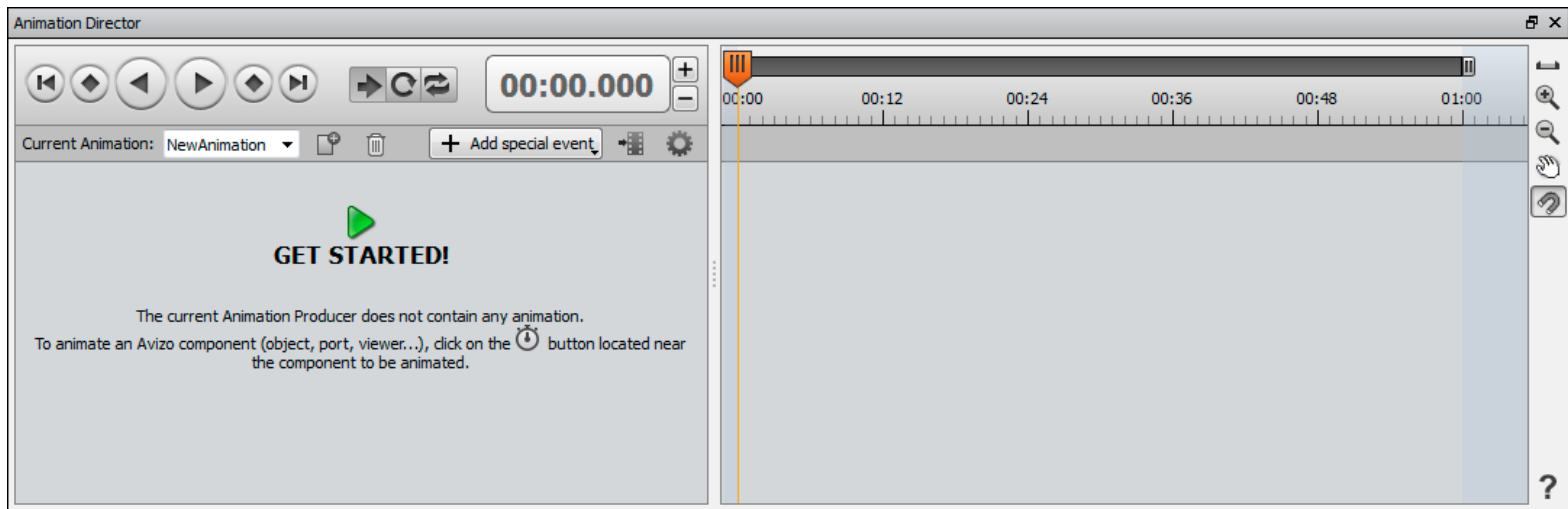 Animation Director
00:00.000
Current Animation: NewAnimation
Add special event
GET STARTED!
The current Animation Producer does not contain any animation.
To animate an Avizo component (object, port, viewer...), click on the button located near
the component to be animated.
00:00 00:12 00:24 00:36 00:48 01:00
?